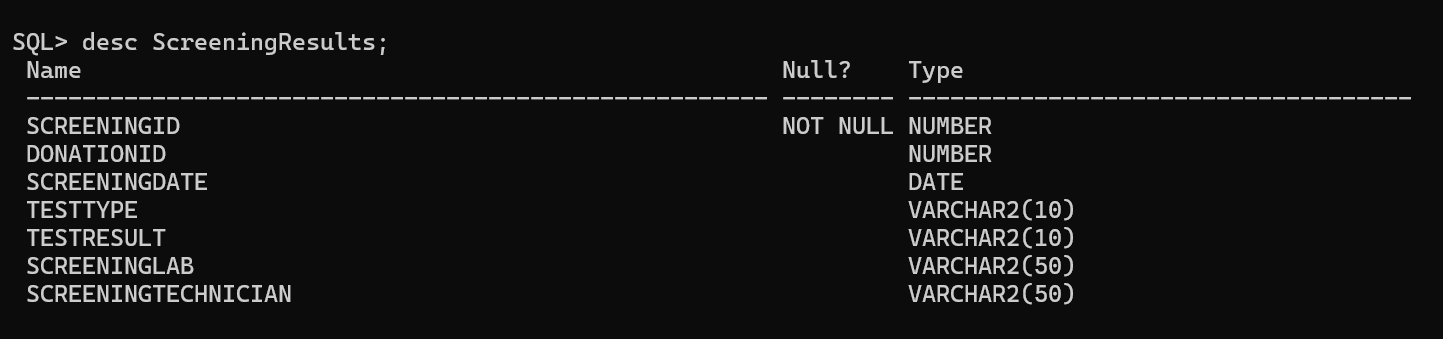 SQL> desc ScreeningResults;
 Name                                                  Null?    Type
 ----------------------------------------------------- -------- ------------------------------------
 SCREENINGID                                           NOT NULL NUMBER
 DONATIONID                                                     NUMBER
 SCREENINGDATE                                                  DATE
 TESTTYPE                                                       VARCHAR2(10)
 TESTRESULT                                                     VARCHAR2(10)
 SCREENINGLAB                                                   VARCHAR2(50)
 SCREENINGTECHNICIAN                                            VARCHAR2(50)